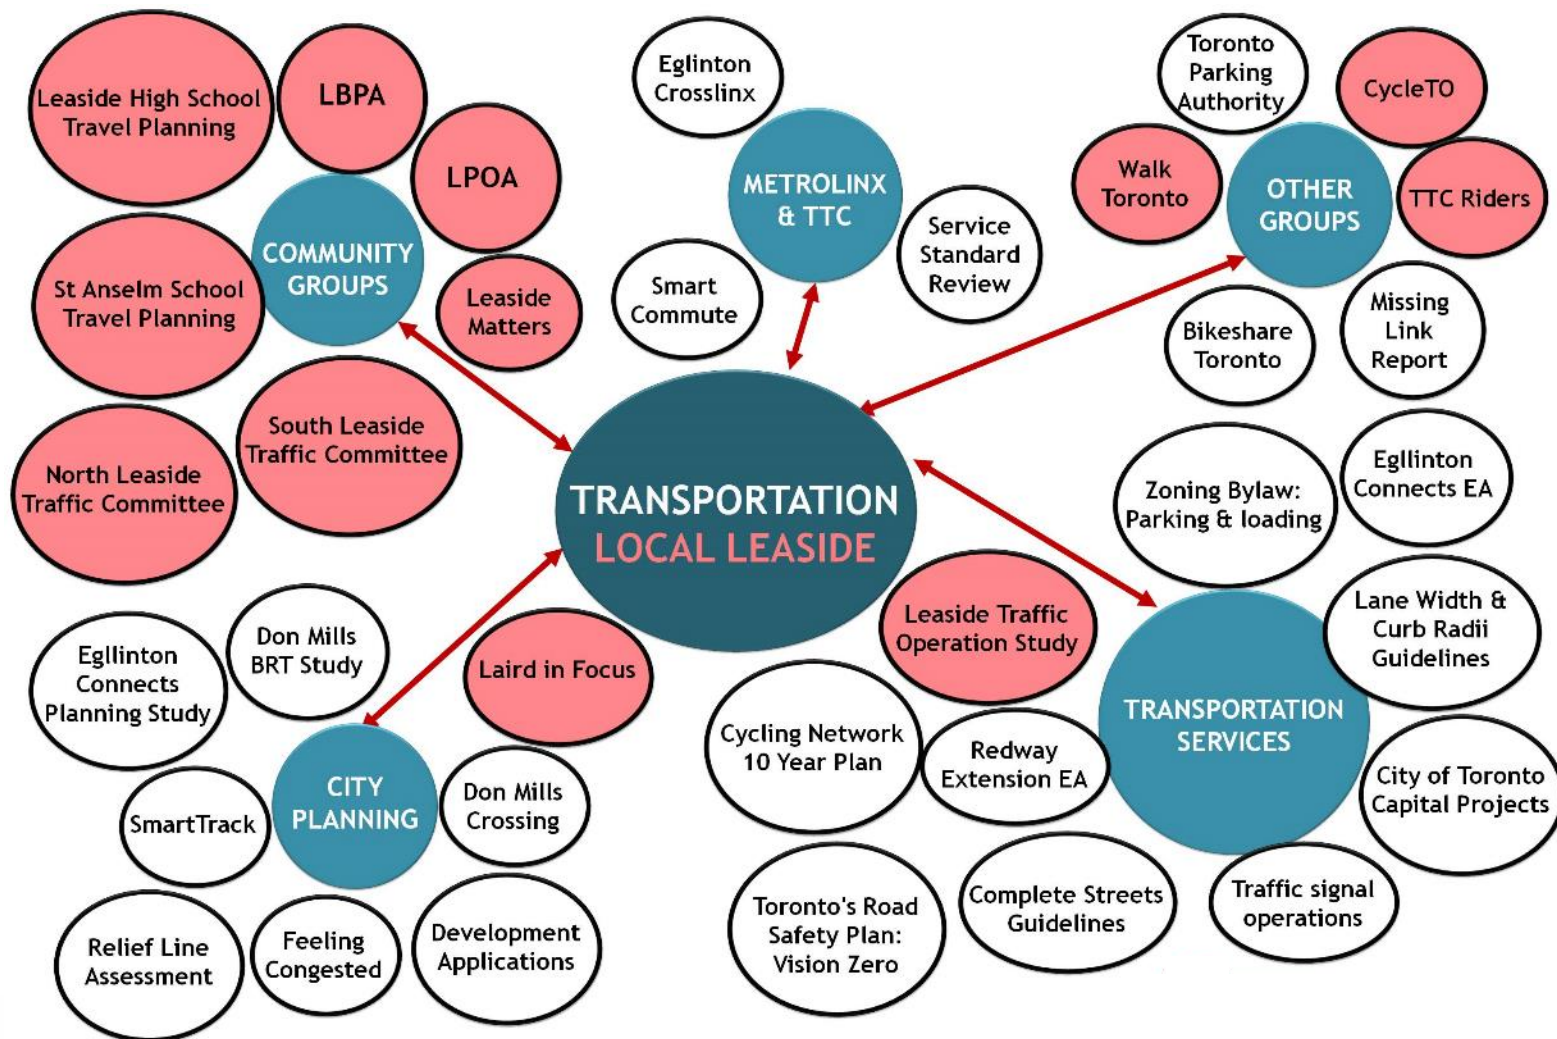 Leaside High School
Travel Planning
LBPA
LPOA
COMMUNITY
GROUPS
St Anselm School
Travel Planning
Leaside
Matters
South Leaside
Traffic Committee
North Leaside
Traffic Committee
Eglinton
Crosslinx
METROLINX
& TTC
Service
Standard
Review
Smart
Commute
Toronto
Parking
Authority
CycleTO
Walk
Toronto
OTHER
GROUPS
TTC Riders
Bikeshare
Toronto
Missing
Link
Report
TRANSPORTATION
LOCAL LEASIDE
Zoning Bylaw:
Parking & loading
Egllinton
Connects EA
Leaside Traffic
Operation Study
Lane Width &
Curb Radii
Guidelines
TRANSPORTATION
SERVICES
Cycling Network
10 Year Plan
Redway
Extension EA
City of Toronto
Capital Projects
Toronto's Road
Safety Plan:
Vision Zero
Complete Streets
Guidelines
Traffic signal
operations
Egllinton
Connects
Planning Study
Don Mills
BRT Study
Laird in Focus
SmartTrack
CITY
PLANNING
Don Mills
Crossing
Relief Line
Assessment
Feeling
Congested
Development
Applications